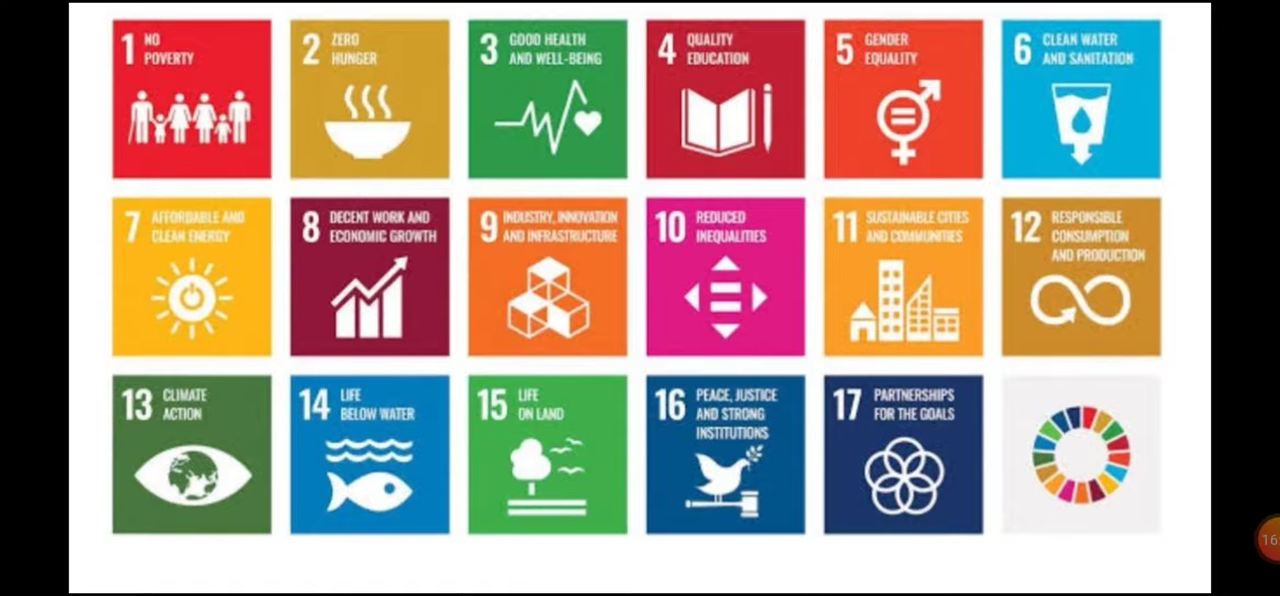 1 NO
POVERTY
2 ZERO
HUNGER
3 GOOD HEALTH
AND WELL-BEING
4 QUALITY
EDUCATION
5 GENDER
EQUALITY
6 CLEAN WATER
AND SANITATION
7 AFFORDABLE AND
CLEAN ENERGY
8 DECENT WORK AND
ECONOMIC GROWTH
9 INDUSTRY, INNOVATION
AND INFRASTRUCTURE
10 REDUCED
INEQUALITIES
11 SUSTAINABLE CITIES
AND COMMUNITIES
12 RESPONSIBLE
CONSUMPTION
AND PRODUCTION
13 CLIMATE
ACTION
14 LIFE
BELOW WATER
15 LIFE
ON LAND
16 PEACE, JUSTICE
AND STRONG
INSTITUTIONS
17 PARTNERSHIPS
FOR THE GOALS